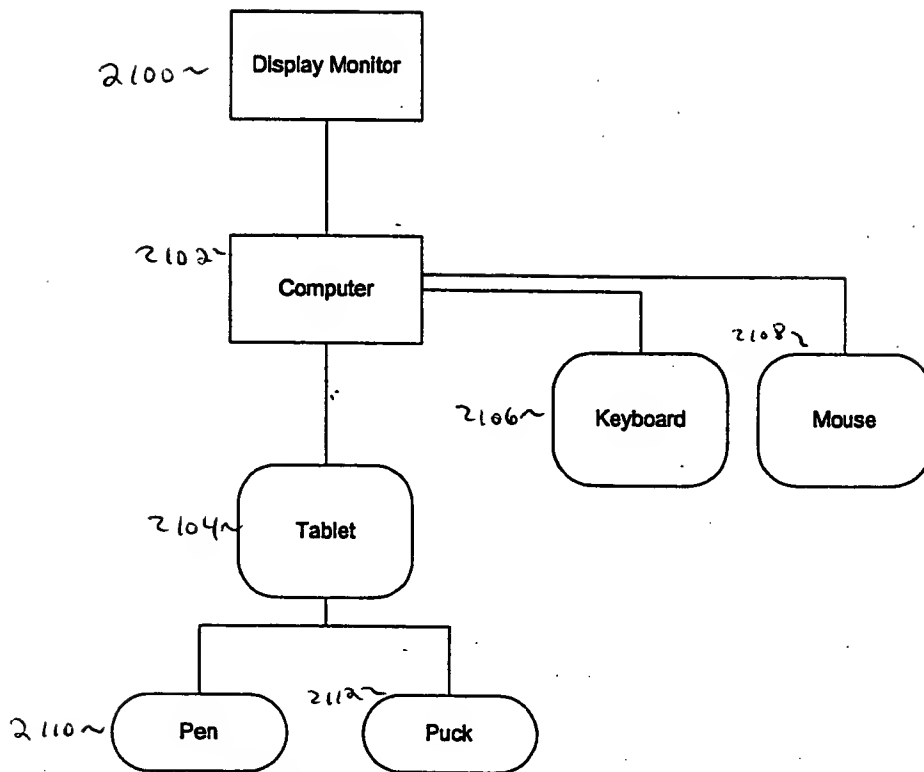 2100~ Display Monitor
2102~ Computer
2106~ Keyboard
2108~ Mouse
2104~ Tablet
2110~ Pen
2112~ Puck